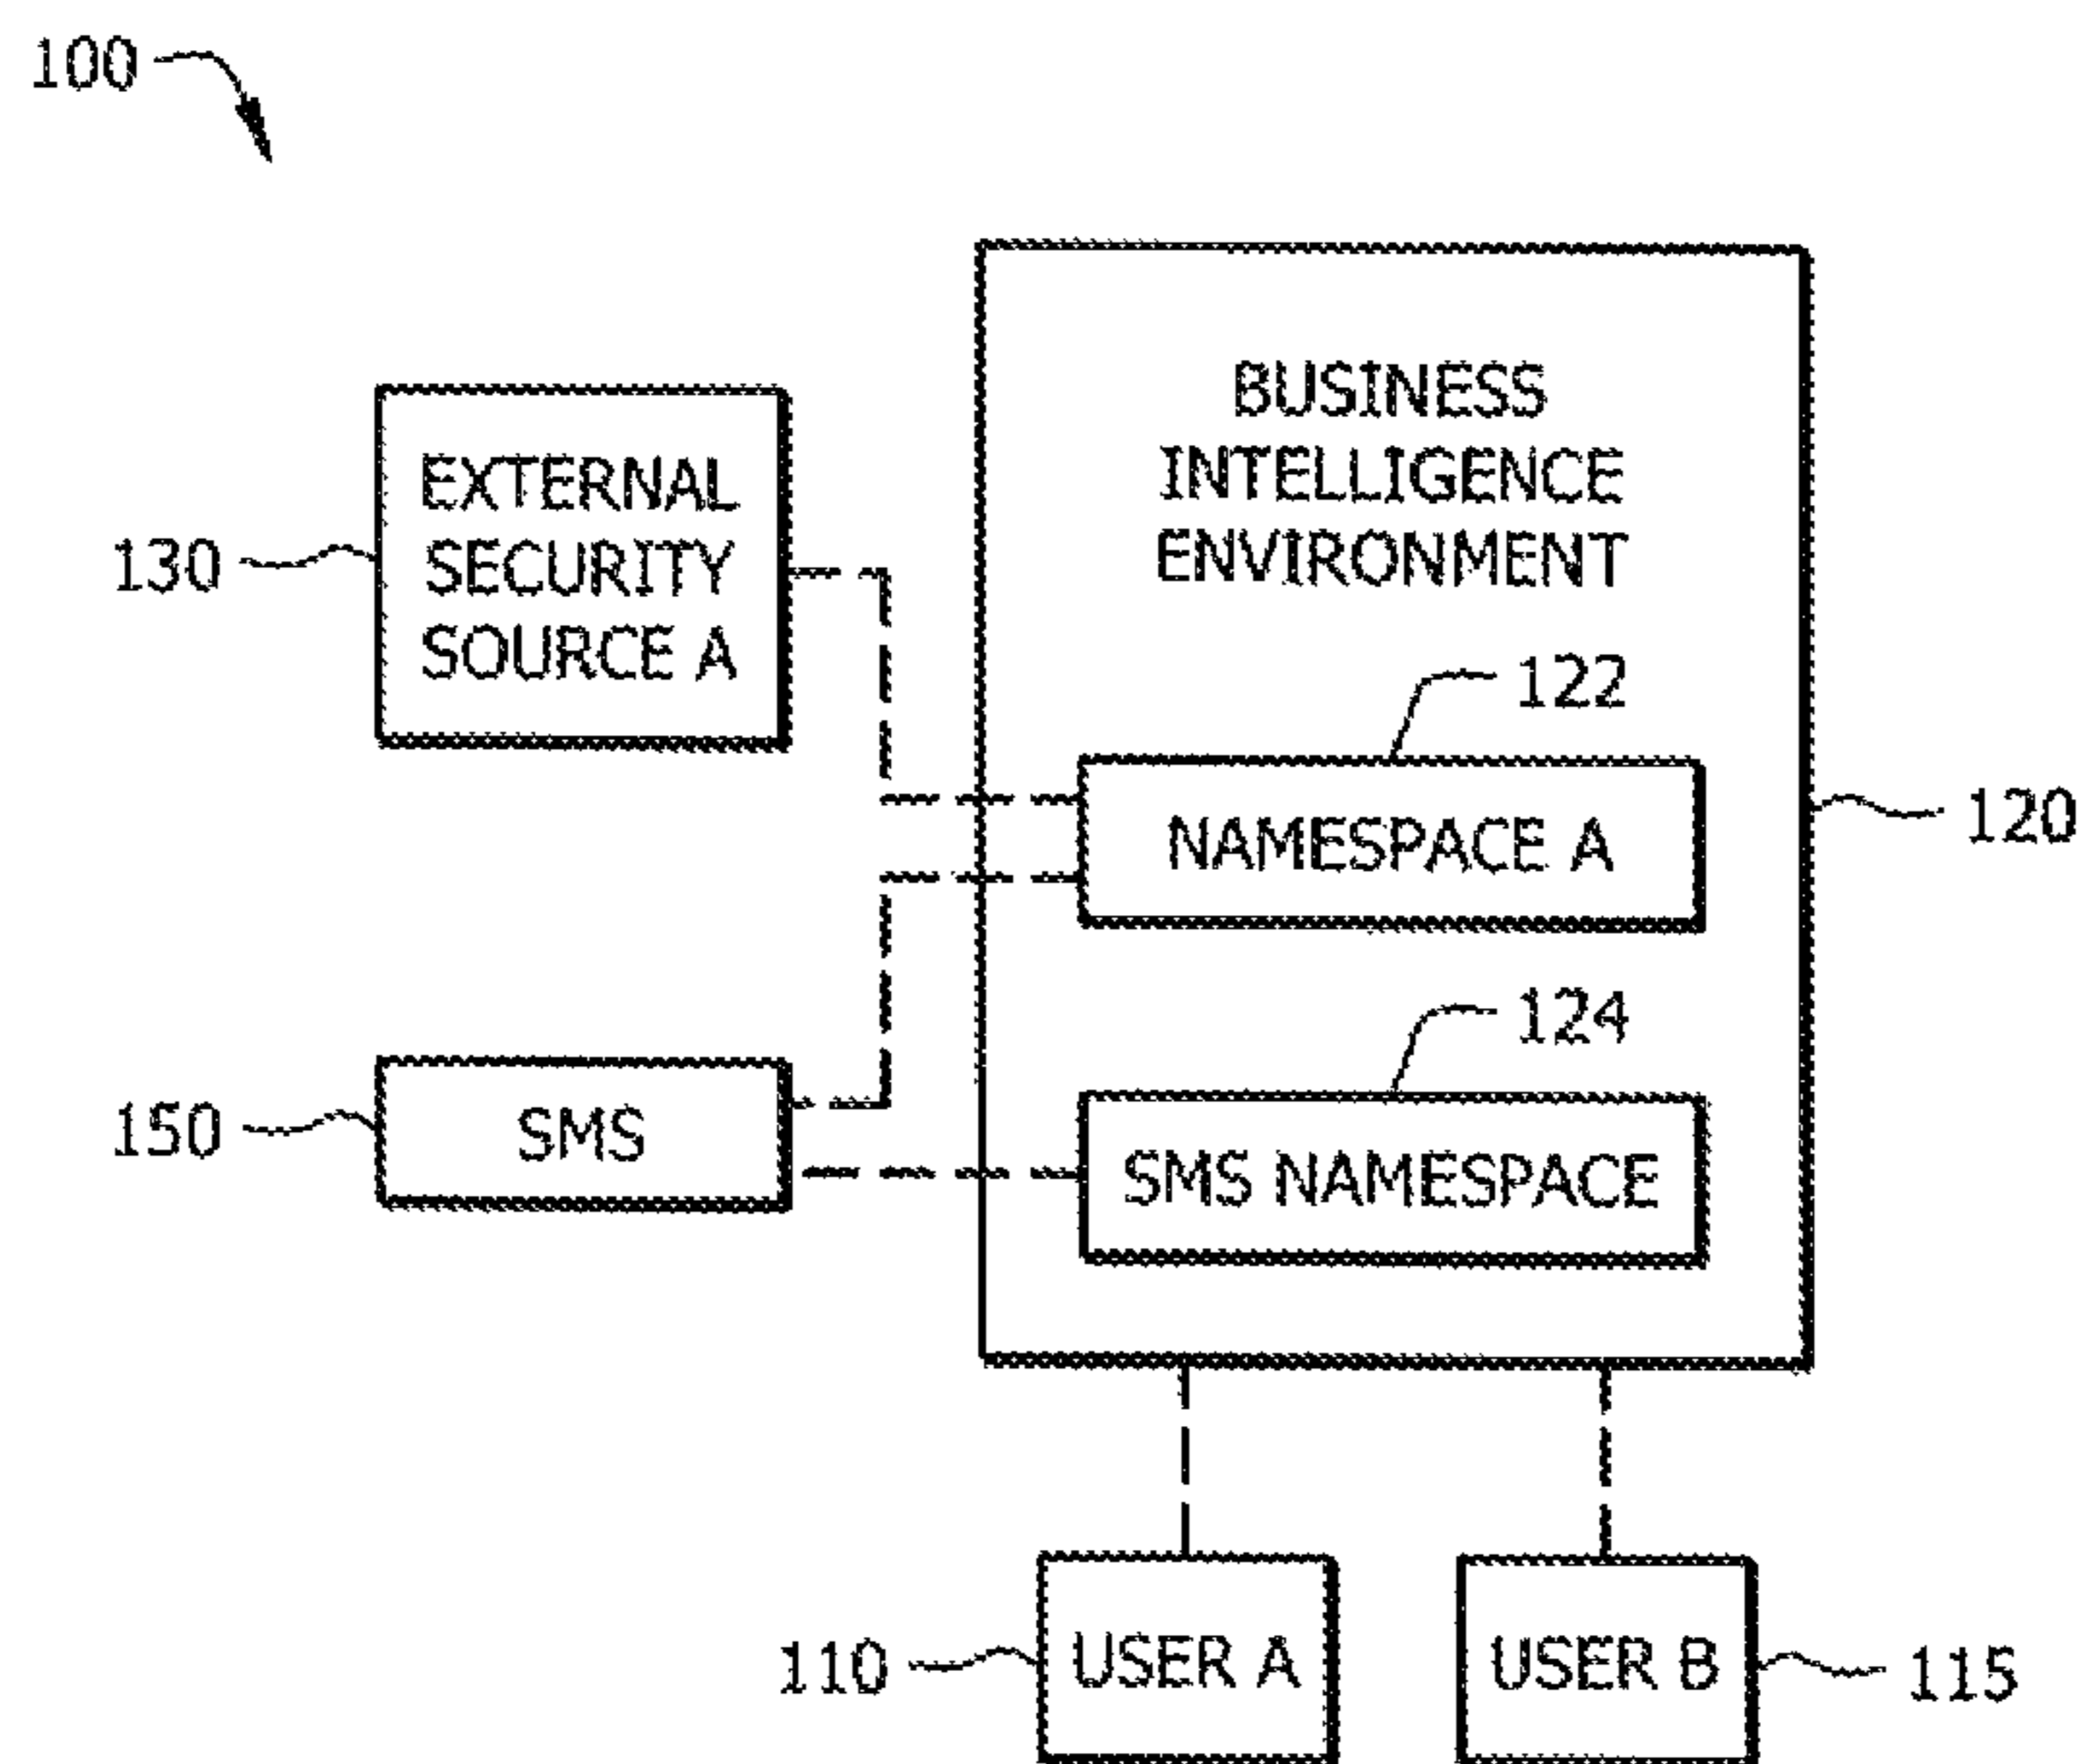 100
BUSINESS
INTELLIGENCE
ENVIRONMENT
EXTERNAL
SECURITY
SOURCE A
130
122
NAMESPACE A
120
124
150
SMS
SMS NAMESPACE
110
USER A
USER B
115